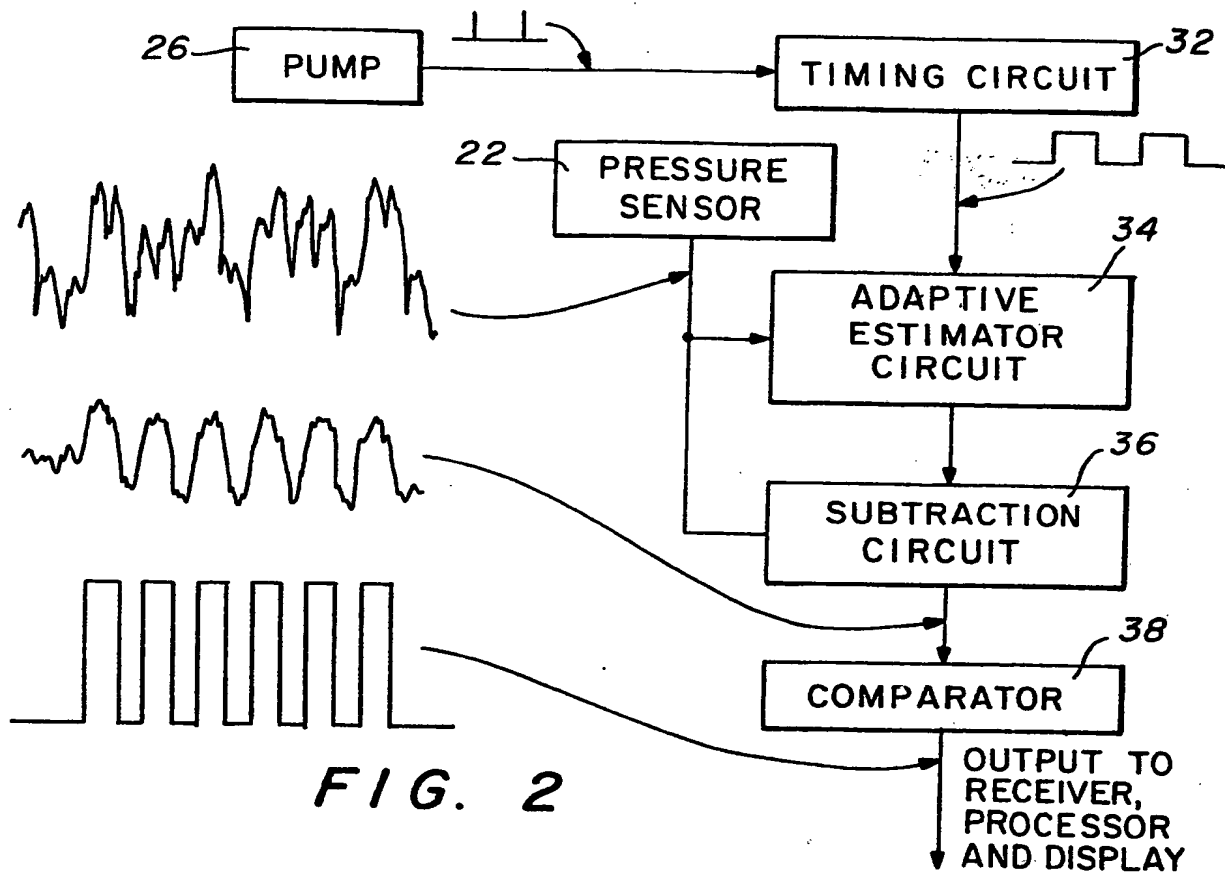 26
PUMP
TIMING CIRCUIT
32
22
PRESSURE
SENSOR
34
ADAPTIVE
ESTIMATOR
CIRCUIT
36
SUBTRACTION
CIRCUIT
38
COMPARATOR
OUTPUT TO
RECEIVER,
PROCESSOR
AND DISPLAY
FIG. 2